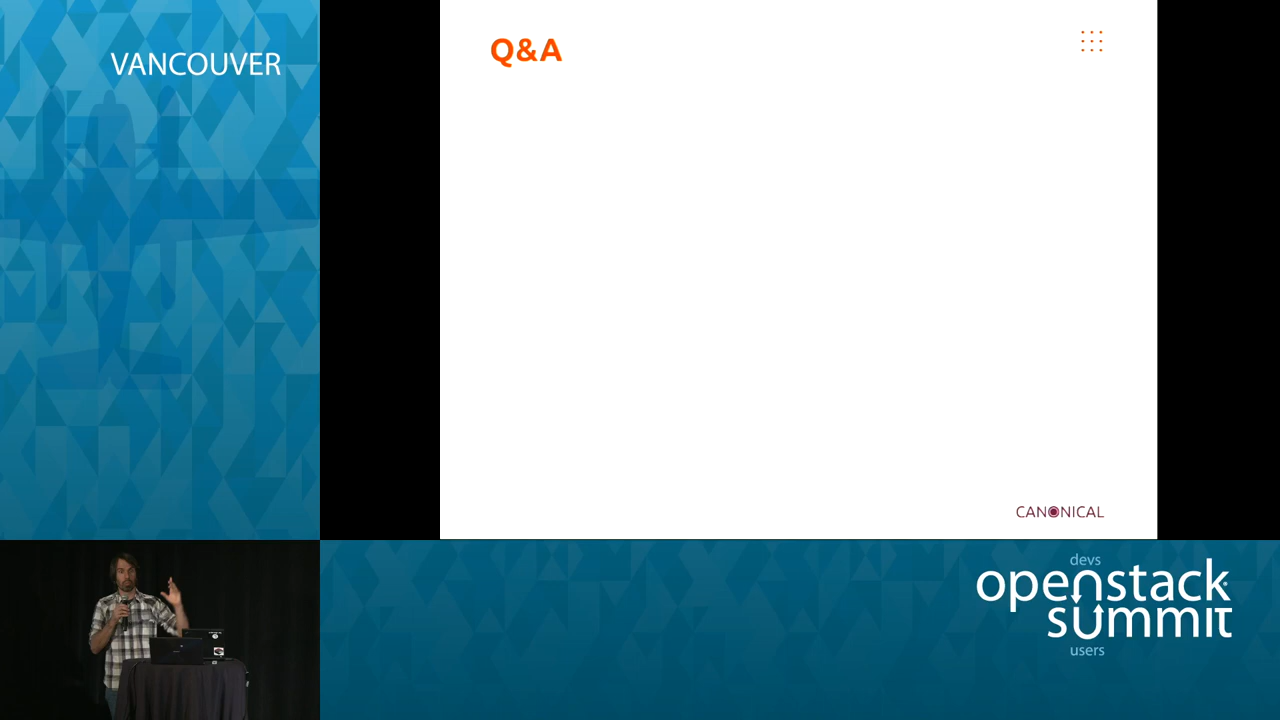 VANCOUVER
Q&A
CANONICAL
devs
openstack
summit
users